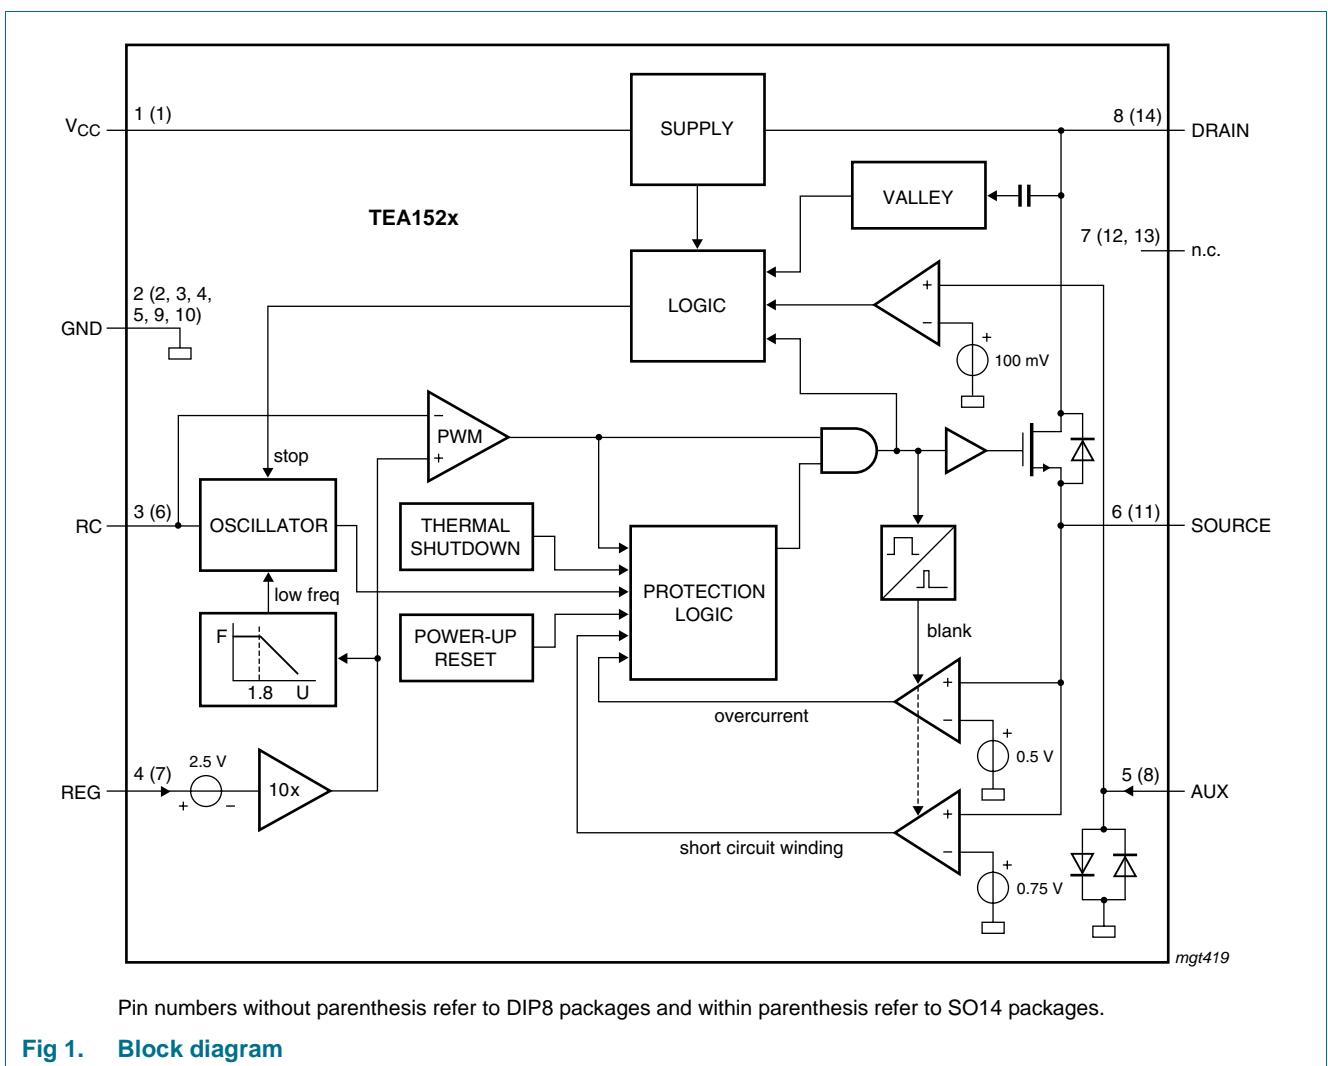 1 (1)
V_CC
SUPPLY
8 (14)
DRAIN
VALLEY
TEA152x
7 (12, 13)
n.c.
2 (2, 3, 4,
5, 9, 10)
GND
LOGIC
+
−
+
100 mV
−
PWM
+
stop
3 (6)
RC
OSCILLATOR
THERMAL
SHUTDOWN
6 (11)
SOURCE
low freq
PROTECTION
LOGIC
F
1.8 U
POWER-UP
RESET
blank
+
−
overcurrent
+
0.5 V
4 (7)
2.5 V
REG
+ −
10x
5 (8)
AUX
+
−
short circuit winding
+
0.75 V
mgt419
Pin numbers without parenthesis refer to DIP8 packages and within parenthesis refer to SO14 packages.
Fig 1. Block diagram